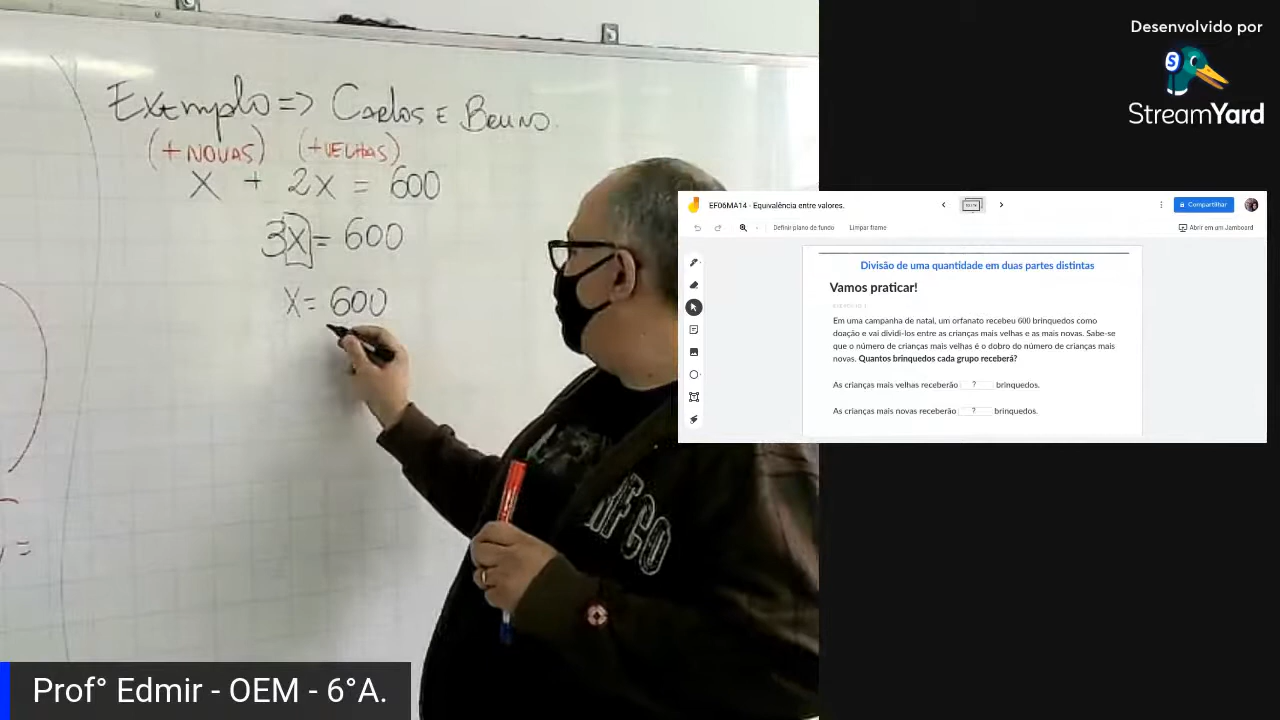 Exemplo => Carlos e Bruno.
(+ NOVAS) (+VELHAS)
x + 2x = 600
3x = 600
x = 600
=
AFCO
Prof° Edmir - OEM - 6°A.
Desenvolvido por
StreamYard
EF06MA14 - Equivalência entre valores.
Compartilhar
Definir plano de fundo
Limpar frame
Abrir em um Jamboard
Divisão de uma quantidade em duas partes distintas
Vamos praticar!
Em uma campanha de natal, um orfanato recebeu 600 brinquedos como
doação e vai dividi-los entre as crianças mais velhas e as mais novas. Sabe-se
que o número de crianças mais velhas é o dobro do número de crianças mais
novas. Quantos brinquedos cada grupo receberá?
As crianças mais velhas receberão ? brinquedos.
As crianças mais novas receberão ? brinquedos.